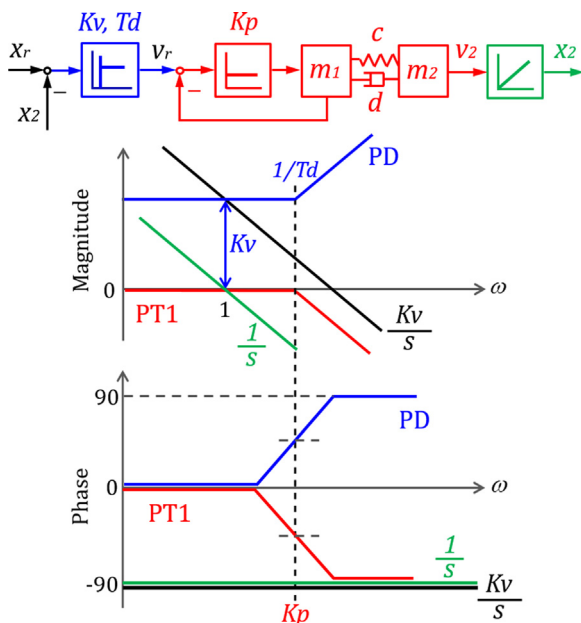 Kv, Td
Kp
xr
vr
m1
c
d
m2
v2
x2
−
x2
−
1/Td
PD
Magnitude
Kv
0
ω
PT1
1
1/s
Kv/s
90
PD
0
ω
Phase
PT1
1/s
-90
Kv/s
Kp